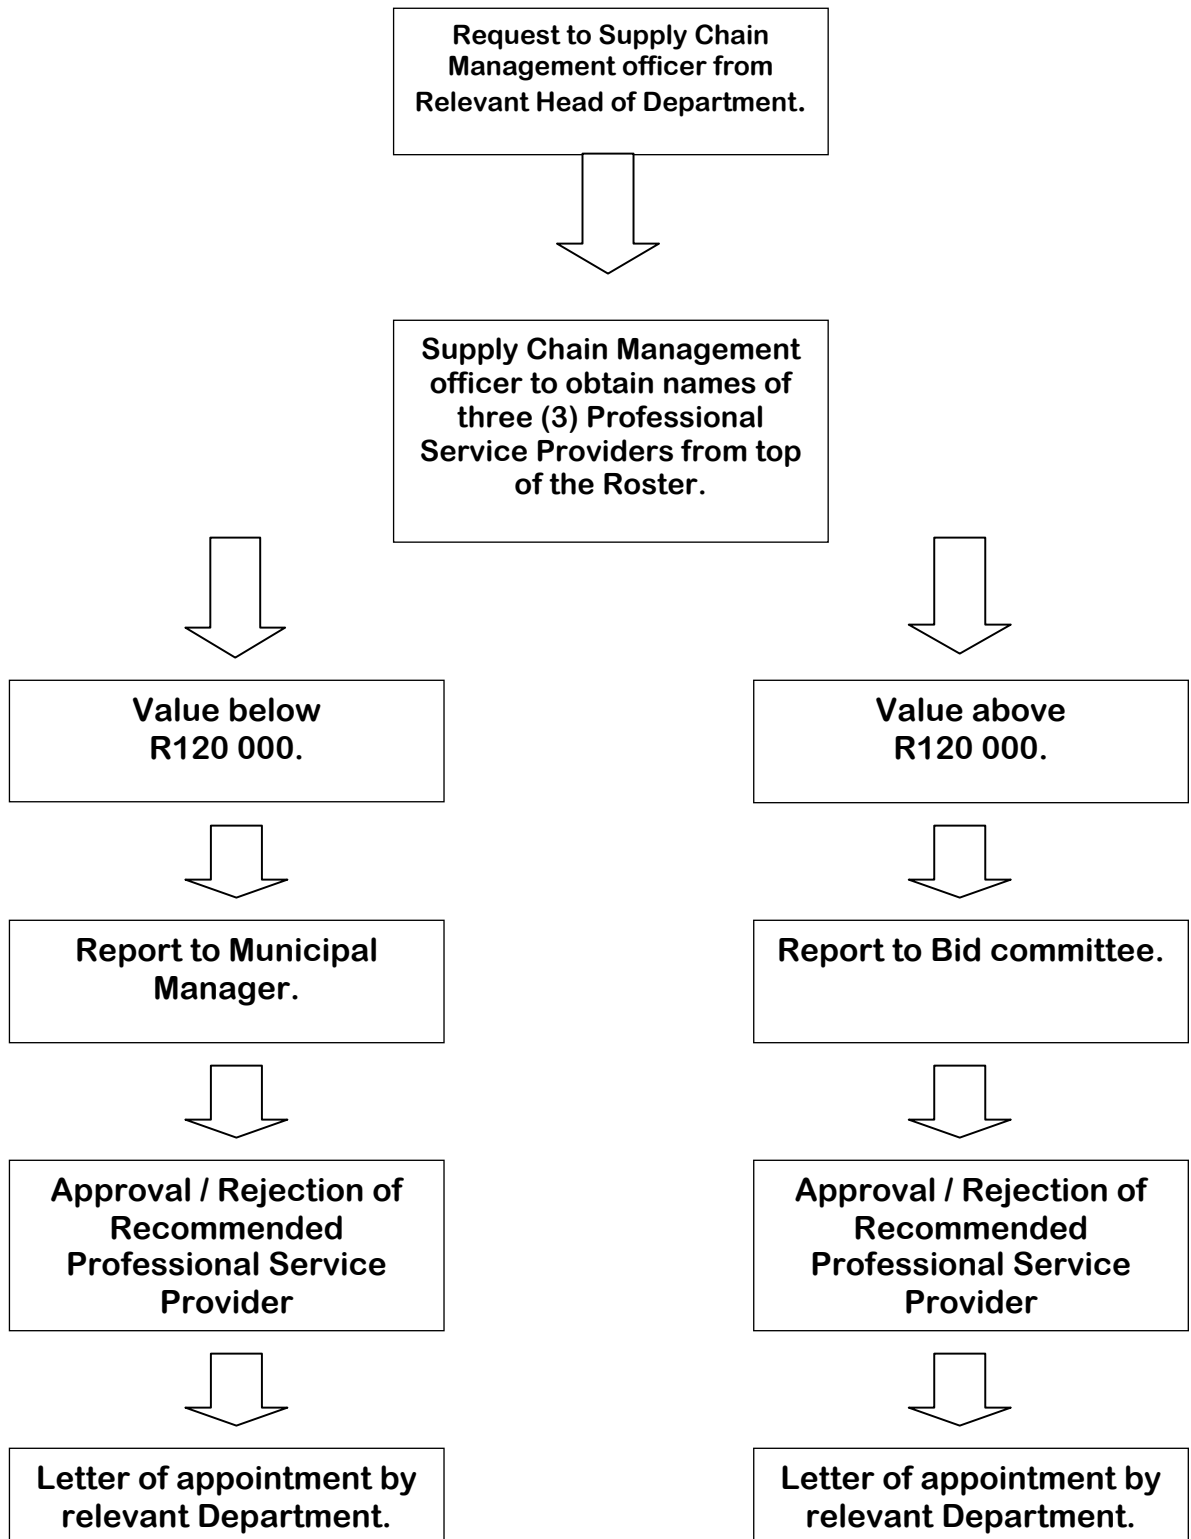 Request to Supply Chain
Management officer from
Relevant Head of Department.
Supply Chain Management
officer to obtain names of
three (3) Professional
Service Providers from top
of the Roster.
Value below
R120 000.
Value above
R120 000.
Report to Municipal
Manager.
Report to Bid committee.
Approval / Rejection of
Recommended
Professional Service
Provider
Approval / Rejection of
Recommended
Professional Service
Provider
Letter of appointment by
relevant Department.
Letter of appointment by
relevant Department.